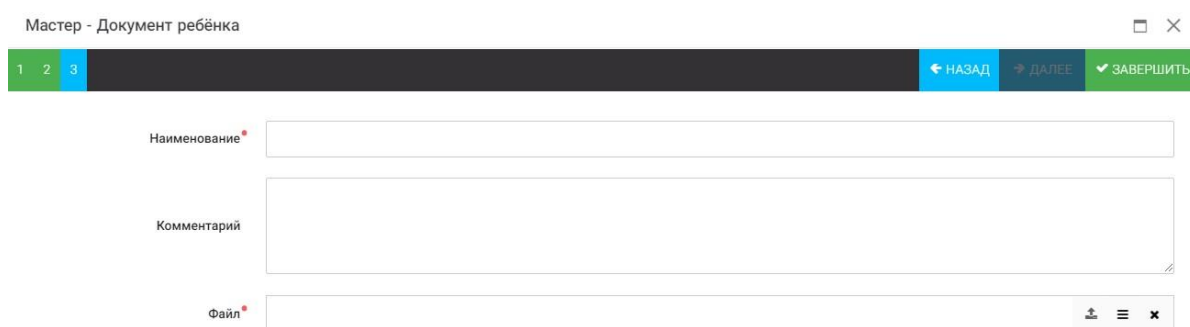 Мастер - Документ ребёнка
1 2 3 НАЗАД ДАЛЕЕ ЗАВЕРШИТЬ
Наименование
Комментарий
Файл